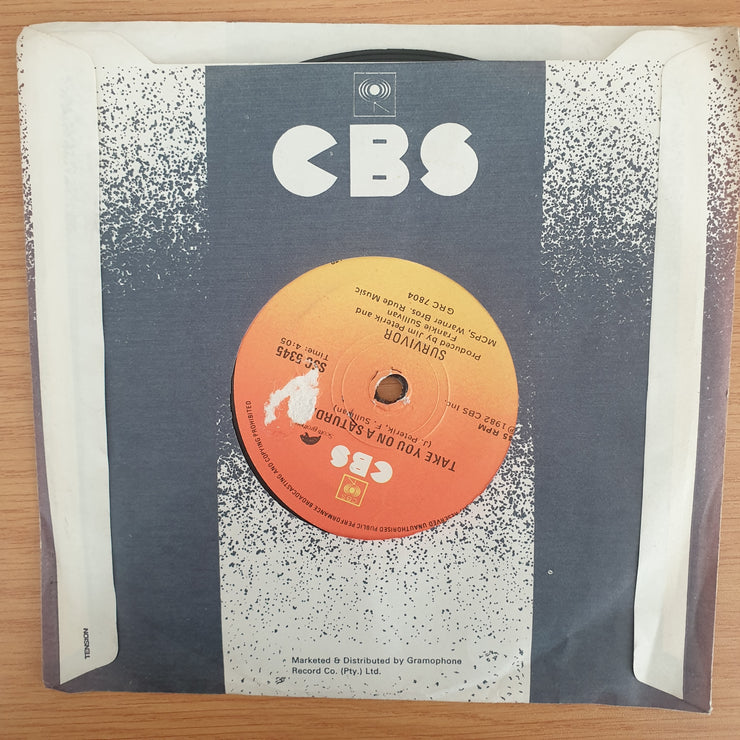 CBS
Marketed & Distributed by Gramophone
Record Co. (Pty.) Ltd.
TENSION
RESERVED UNAUTHORISED PUBLIC PERFORMANCE BROADCASTING AND COPYING PROHIBITED
CBS
CBS
TAKE YOU ON A SATURD
(J. Peterik, F. Sullivan)
RPM
℗ 1982 CBS Inc.
SSC 5345
Time: 4:05
SURVIVOR
Produced by Jim Peterik and
Frankie Sullivan
MCPS, Warner Bros. Rude Music
GRC 7804